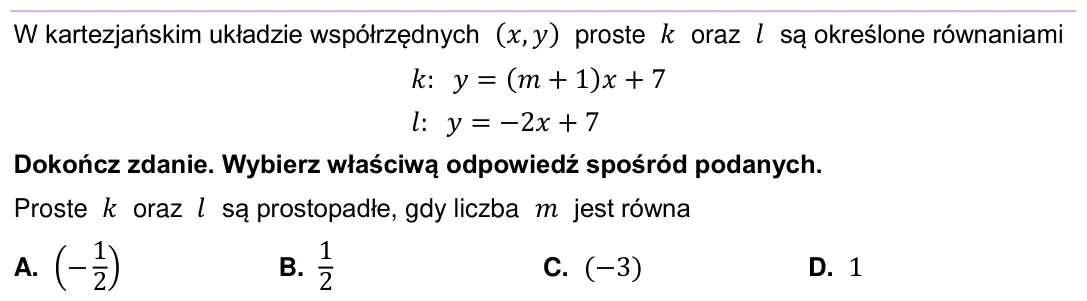 W kartezjańskim układzie współrzędnych (x, y) proste k oraz l są określone równaniami
k: y = (m + 1)x + 7
l: y = −2x + 7
Dokończ zdanie. Wybierz właściwą odpowiedź spośród podanych.
Proste k oraz l są prostopadłe, gdy liczba m jest równa
A. (−1/2) B. 1/2 C. (−3) D. 1